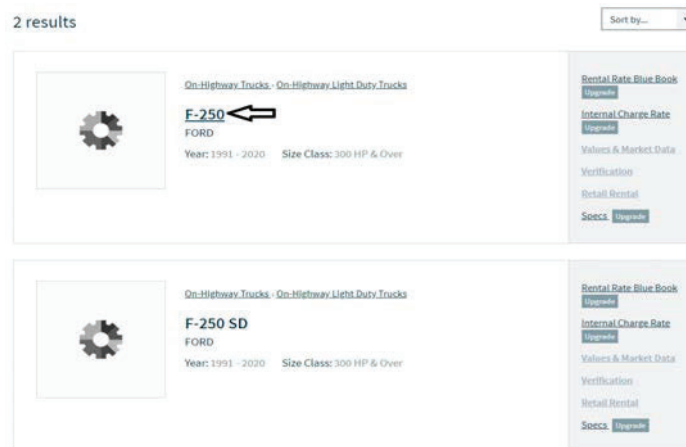 2 results
Sort by...
On-Highway Trucks - On-Highway Light Duty Trucks
F-250
FORD
Year: 1991 - 2020 Size Class: 300 HP & Over
Rental Rate Blue Book
Upgrade
Internal Charge Rate
Upgrade
Values & Market Data
Verification
Retail Rental
Specs Upgrade
On-Highway Trucks - On-Highway Light Duty Trucks
F-250 SD
FORD
Year: 1991 - 2020 Size Class: 300 HP & Over
Rental Rate Blue Book
Upgrade
Internal Charge Rate
Upgrade
Values & Market Data
Verification
Retail Rental
Specs Upgrade